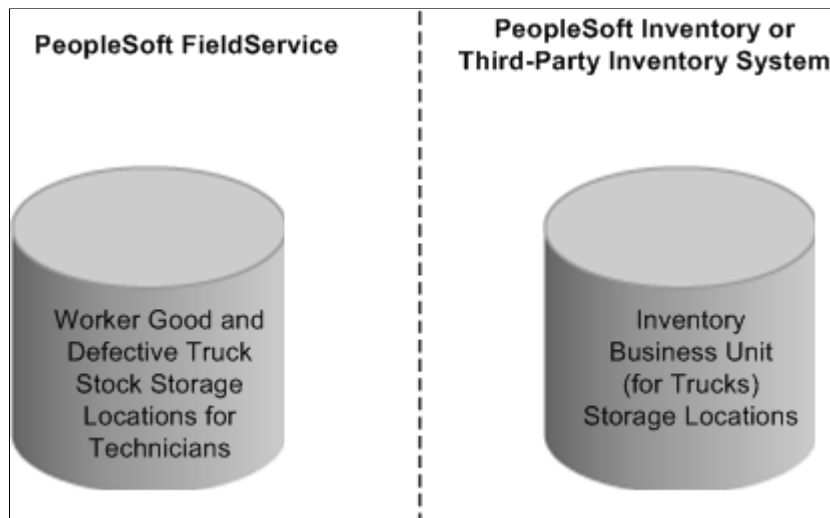 PeopleSoft FieldService
PeopleSoft Inventory or
Third-Party Inventory System
Worker Good and
Defective Truck
Stock Storage
Locations for
Technicians
Inventory
Business Unit
(for Trucks)
Storage Locations